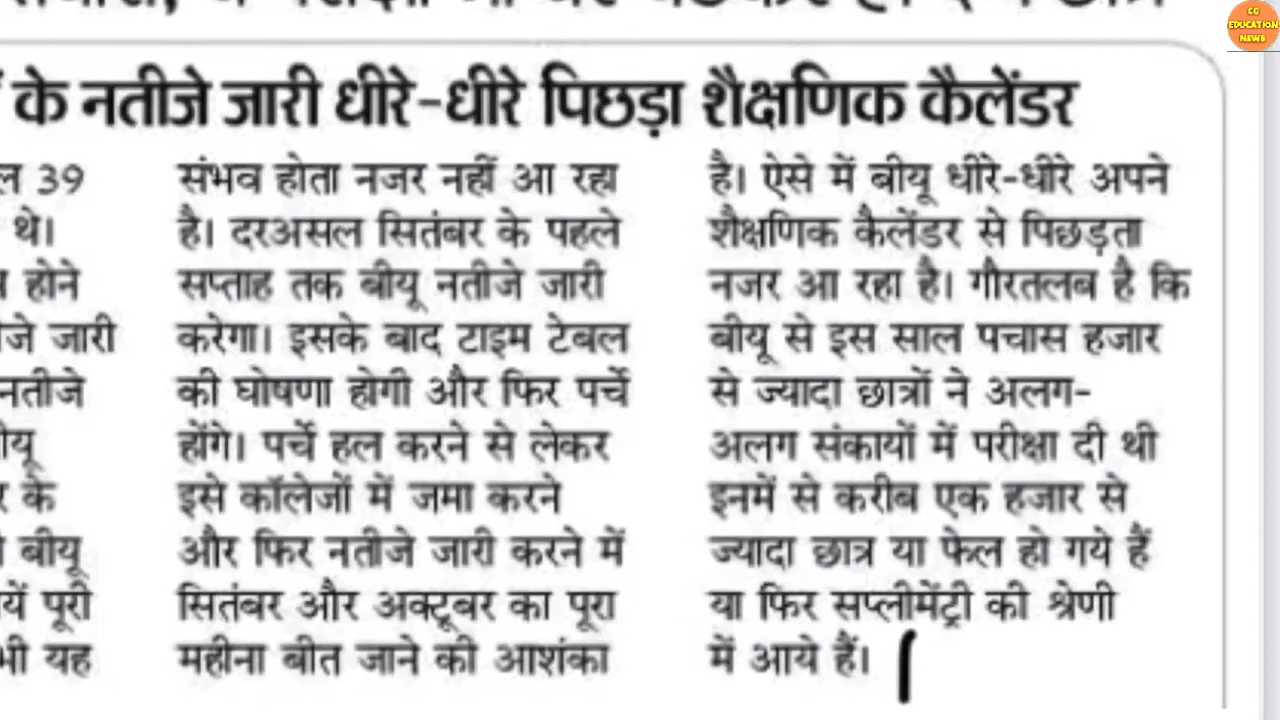 CG
EDUCATION
NEWS
के नतीजे जारी धीरे-धीरे पिछड़ा शैक्षणिक कैलेंडर
39
थे।
होने
जारी
नतीजे
के
बीयू
पूरी
यह
संभव होता नजर नहीं आ रहा
है। दरअसल सितंबर के पहले
सप्ताह तक बीयू नतीजे जारी
करेगा। इसके बाद टाइम टेबल
की घोषणा होगी और फिर पर्चे
होंगे। पर्चे हल करने से लेकर
इसे कॉलेजों में जमा करने
और फिर नतीजे जारी करने में
सितंबर और अक्टूबर का पूरा
महीना बीत जाने की आशंका
है। ऐसे में बीयू धीरे-धीरे अपने
शैक्षणिक कैलेंडर से पिछड़ता
नजर आ रहा है। गौरतलब है कि
बीयू से इस साल पचास हजार
से ज्यादा छात्रों ने अलग-
अलग संकायों में परीक्षा दी थी
इनमें से करीब एक हजार से
ज्यादा छात्र या फेल हो गये हैं
या फिर सप्लीमेंट्री की श्रेणी
में आये हैं।